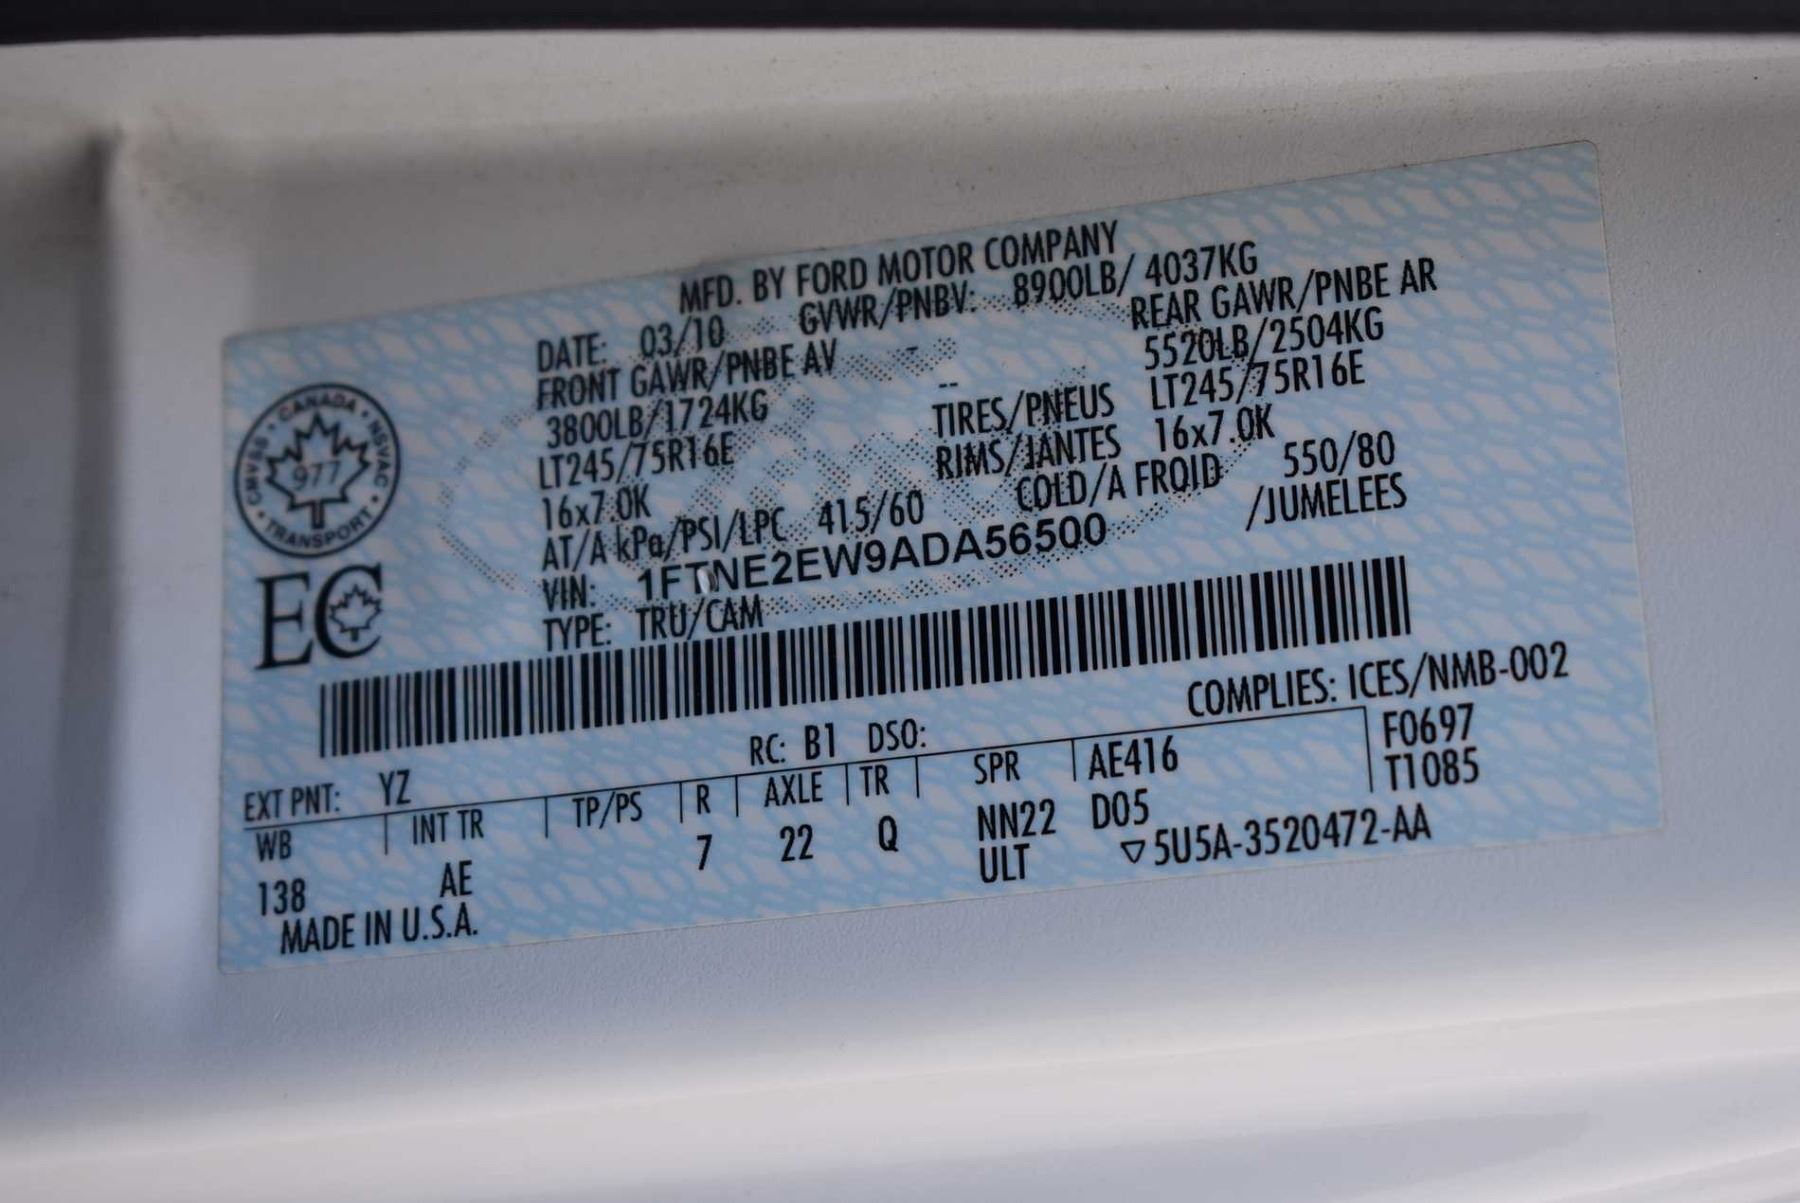 MFD. BY FORD MOTOR COMPANY
DATE: 03/10 GVWR/PNBV: 8900LB/ 4037KG
FRONT GAWR/PNBE AV - REAR GAWR/PNBE AR
3800LB/1724KG -- 5520LB/2504KG
LT245/75R16E TIRES/PNEUS LT245/75R16E
16x7.0K RIMS/JANTES 16x7.0K
AT/A kPa/PSI/LPC 415/60 COLD/A FROID 550/80
VIN: 1FTNE2EW9ADA56500 /JUMELEES
TYPE: TRU/CAM
CANADA • NSVAC • TRANSPORT • CMVSS •
977
EC
COMPLIES: ICES/NMB-002
EXT PNT: YZ RC: B1 DSO: F0697
WB INT TR TP/PS R AXLE TR SPR AE416 T1085
138 AE 7 22 Q NN22 D05
MADE IN U.S.A. ULT ▽5U5A-3520472-AA